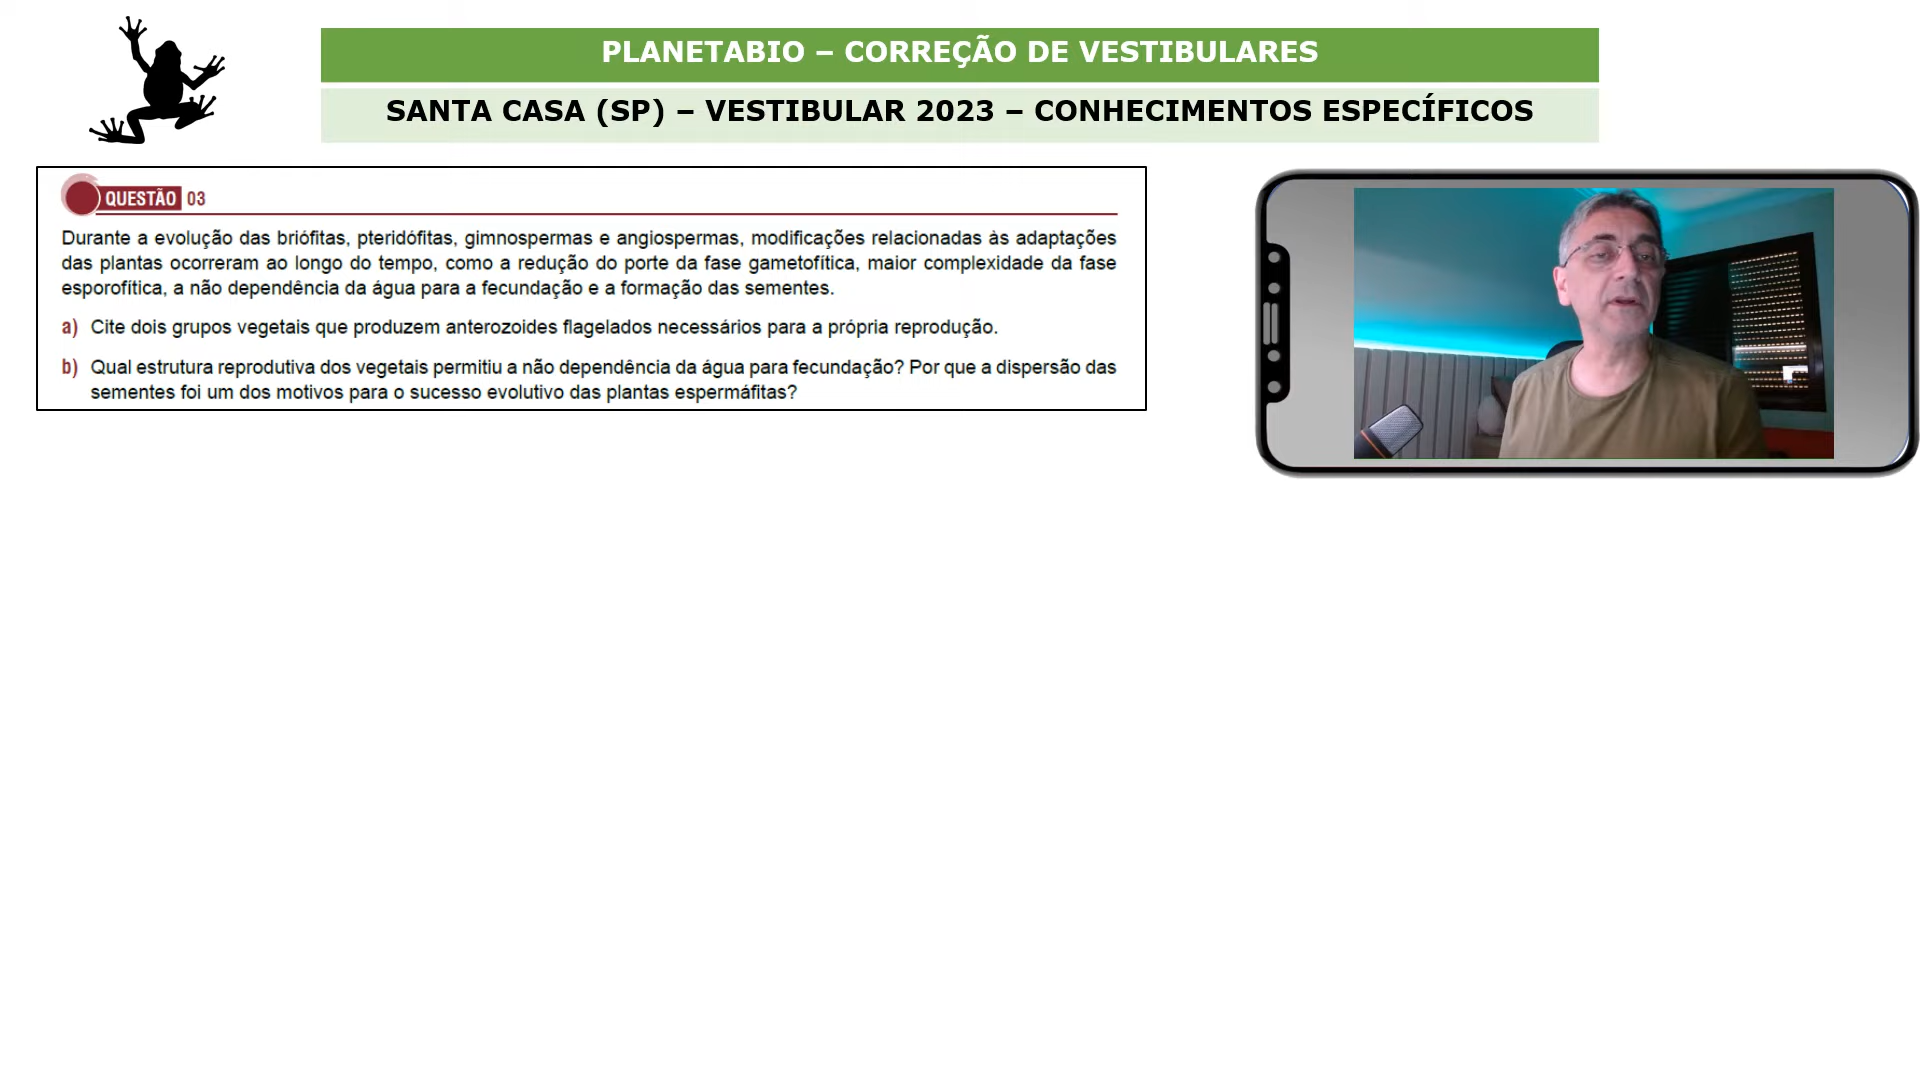 PLANETABIO – CORREÇÃO DE VESTIBULARES
SANTA CASA (SP) – VESTIBULAR 2023 – CONHECIMENTOS ESPECÍFICOS
QUESTÃO 03
Durante a evolução das briófitas, pteridófitas, gimnospermas e angiospermas, modificações relacionadas às adaptações
das plantas ocorreram ao longo do tempo, como a redução do porte da fase gametofítica, maior complexidade da fase
esporofítica, a não dependência da água para a fecundação e a formação das sementes.
a) Cite dois grupos vegetais que produzem anterozoides flagelados necessários para a própria reprodução.
b) Qual estrutura reprodutiva dos vegetais permitiu a não dependência da água para fecundação? Por que a dispersão das
sementes foi um dos motivos para o sucesso evolutivo das plantas espermáfitas?